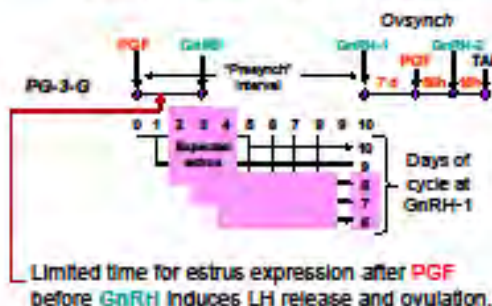 Ovsynch
PGF GnRH GnRH-1 PGF GnRH-2 TAI
PG-3-G "Presynch" Interval 7 d 56h
0 1 2 3 4 5 6 7 8 9 10
Expected estrus
10
9
8
7
6
Days of
cycle at
GnRH-1
Limited time for estrus expression after PGF
before GnRH induces LH release and ovulation